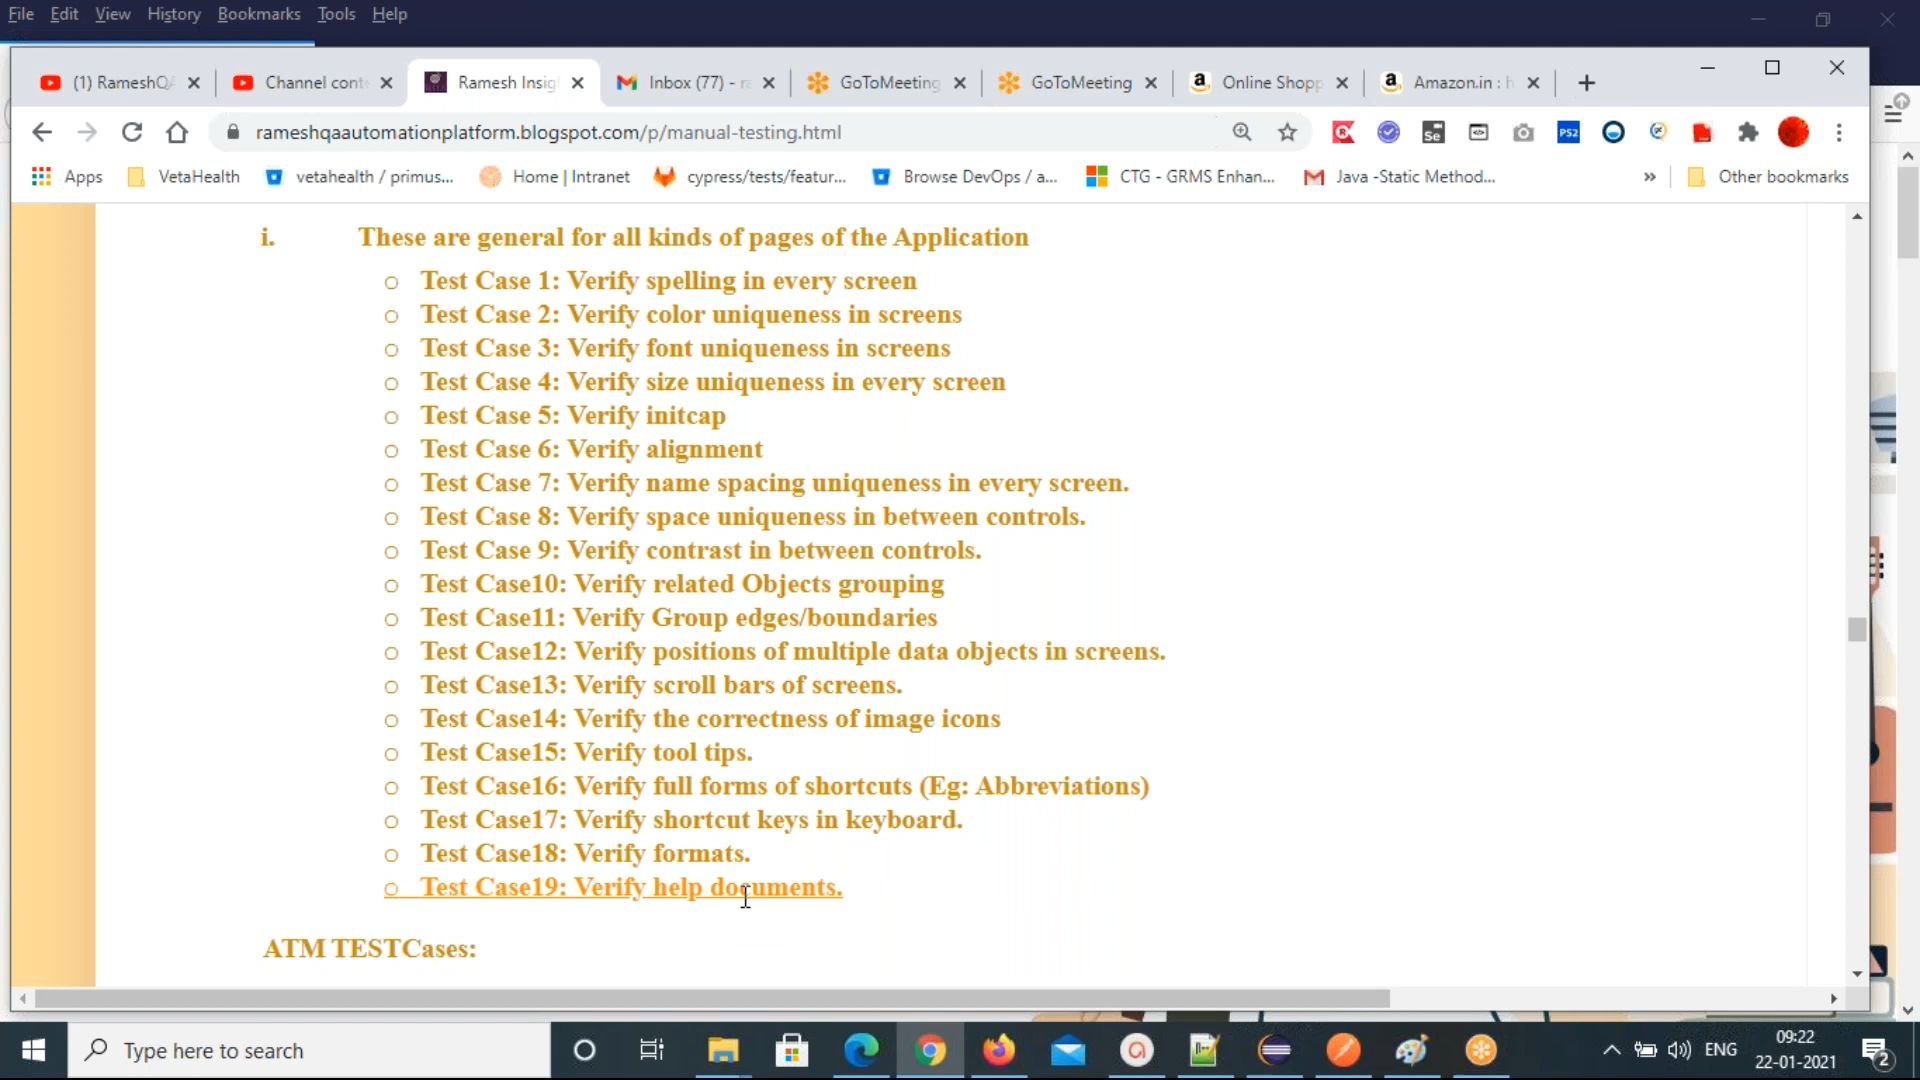 File Edit View History Bookmarks Tools Help
(1) RameshQA
Channel cont
Ramesh Insig
Inbox (77) - r
GoToMeeting
GoToMeeting
Online Shopp
Amazon.in : h
rameshqaautomationplatform.blogspot.com/p/manual-testing.html
Se
PS2
Apps
VetaHealth
vetahealth / primus...
Home | Intranet
cypress/tests/featur...
Browse DevOps / a...
CTG - GRMS Enhan...
Java -Static Method...
»
Other bookmarks
i. These are general for all kinds of pages of the Application
o Test Case 1: Verify spelling in every screen
o Test Case 2: Verify color uniqueness in screens
o Test Case 3: Verify font uniqueness in screens
o Test Case 4: Verify size uniqueness in every screen
o Test Case 5: Verify initcap
o Test Case 6: Verify alignment
o Test Case 7: Verify name spacing uniqueness in every screen.
o Test Case 8: Verify space uniqueness in between controls.
o Test Case 9: Verify contrast in between controls.
o Test Case10: Verify related Objects grouping
o Test Case11: Verify Group edges/boundaries
o Test Case12: Verify positions of multiple data objects in screens.
o Test Case13: Verify scroll bars of screens.
o Test Case14: Verify the correctness of image icons
o Test Case15: Verify tool tips.
o Test Case16: Verify full forms of shortcuts (Eg: Abbreviations)
o Test Case17: Verify shortcut keys in keyboard.
o Test Case18: Verify formats.
o Test Case19: Verify help documents.
ATM TESTCases:
Type here to search
ENG
09:22
22-01-2021
2